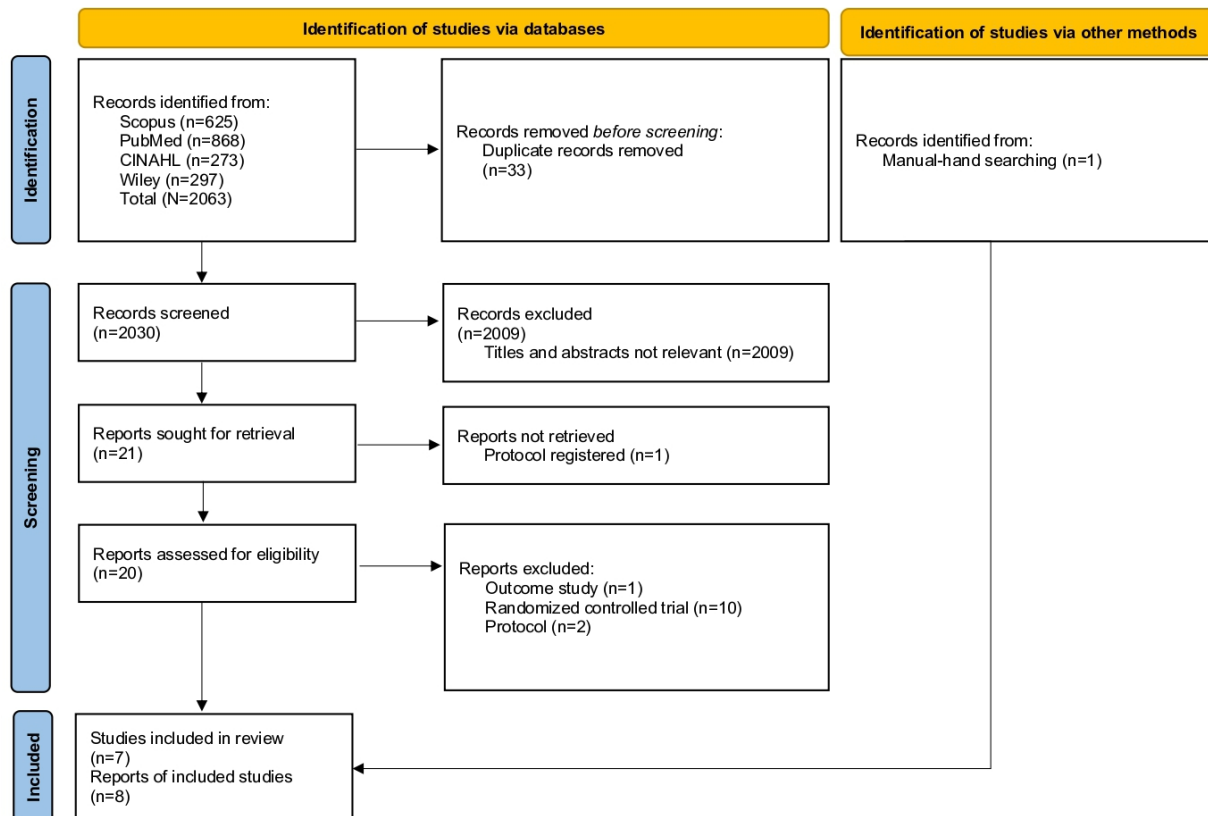 Identification of studies via databases
Identification of studies via other methods
Identification
Records identified from:
Scopus (n=625)
PubMed (n=868)
CINAHL (n=273)
Wiley (n=297)
Total (N=2063)
Records removed before screening:
Duplicate records removed
(n=33)
Records identified from:
Manual-hand searching (n=1)
Screening
Records screened
(n=2030)
Records excluded
(n=2009)
Titles and abstracts not relevant (n=2009)
Reports sought for retrieval
(n=21)
Reports not retrieved
Protocol registered (n=1)
Reports assessed for eligibility
(n=20)
Reports excluded:
Outcome study (n=1)
Randomized controlled trial (n=10)
Protocol (n=2)
Included
Studies included in review
(n=7)
Reports of included studies
(n=8)